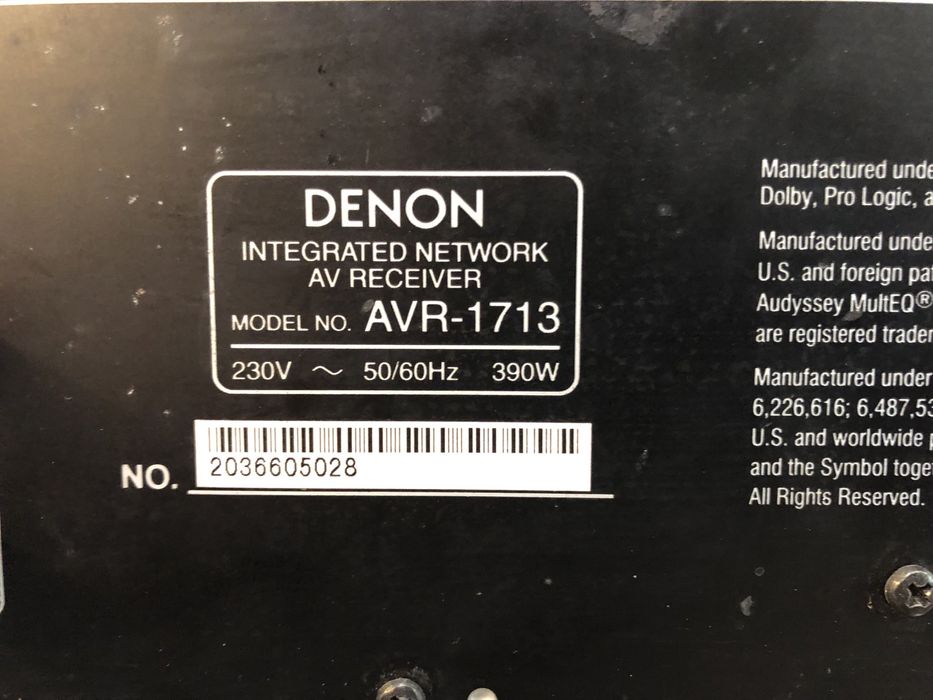 DENON
INTEGRATED NETWORK
AV RECEIVER
MODEL NO. AVR-1713
230V ～ 50/60Hz 390W
NO. 2036605028
Manufactured unde
Dolby, Pro Logic, a
Manufactured unde
U.S. and foreign pat
Audyssey MultEQ®
are registered trader
Manufactured under
6,226,616; 6,487,53
U.S. and worldwide p
and the Symbol toget
All Rights Reserved.